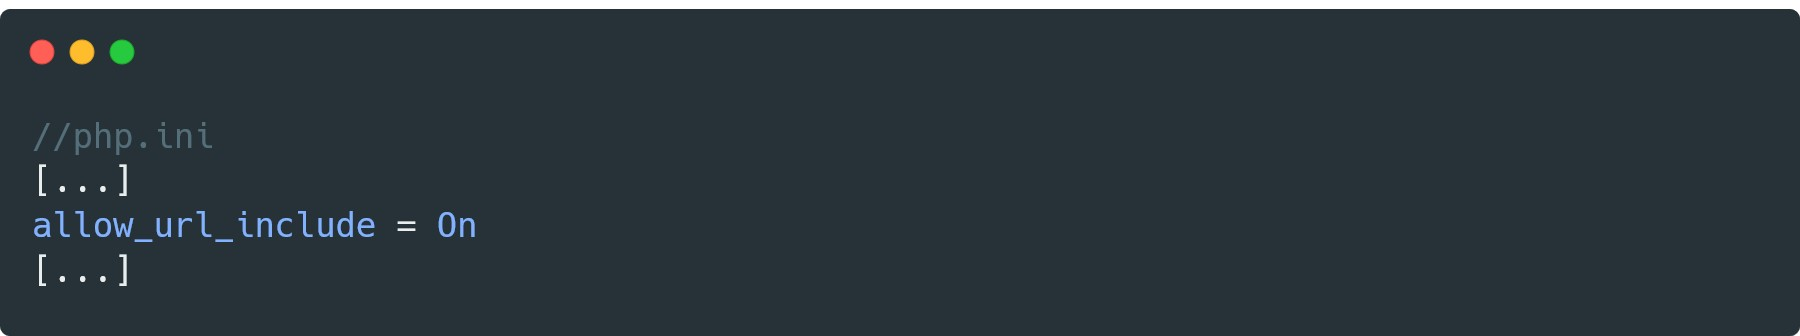 //php.ini
[...]
allow_url_include = On
[...]